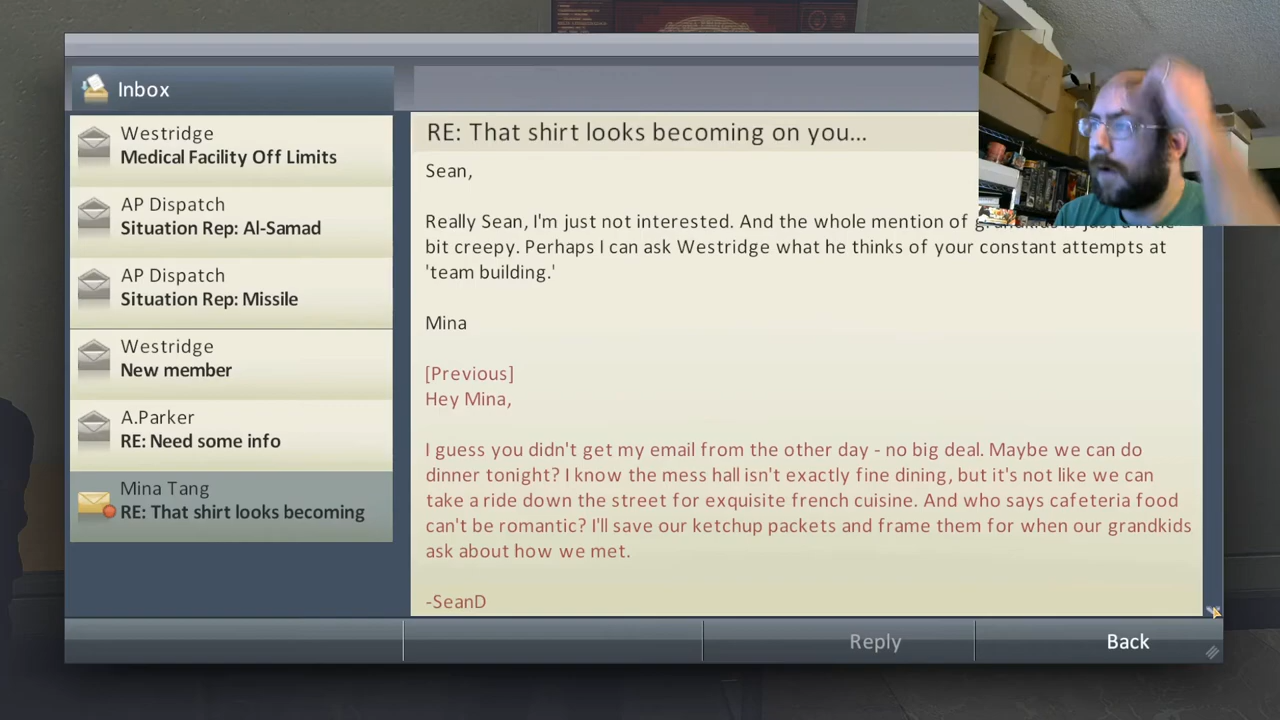 Inbox
Westridge
Medical Facility Off Limits
AP Dispatch
Situation Rep: Al-Samad
AP Dispatch
Situation Rep: Missile
Westridge
New member
A.Parker
RE: Need some info
Mina Tang
RE: That shirt looks becoming
RE: That shirt looks becoming on you...
Sean,
Really Sean, I'm just not interested. And the whole mention of grandkids is just a little
bit creepy. Perhaps I can ask Westridge what he thinks of your constant attempts at
'team building.'
Mina
[Previous]
Hey Mina,
I guess you didn't get my email from the other day - no big deal. Maybe we can do
dinner tonight? I know the mess hall isn't exactly fine dining, but it's not like we can
take a ride down the street for exquisite french cuisine. And who says cafeteria food
can't be romantic? I'll save our ketchup packets and frame them for when our grandkids
ask about how we met.
-SeanD
Reply
Back